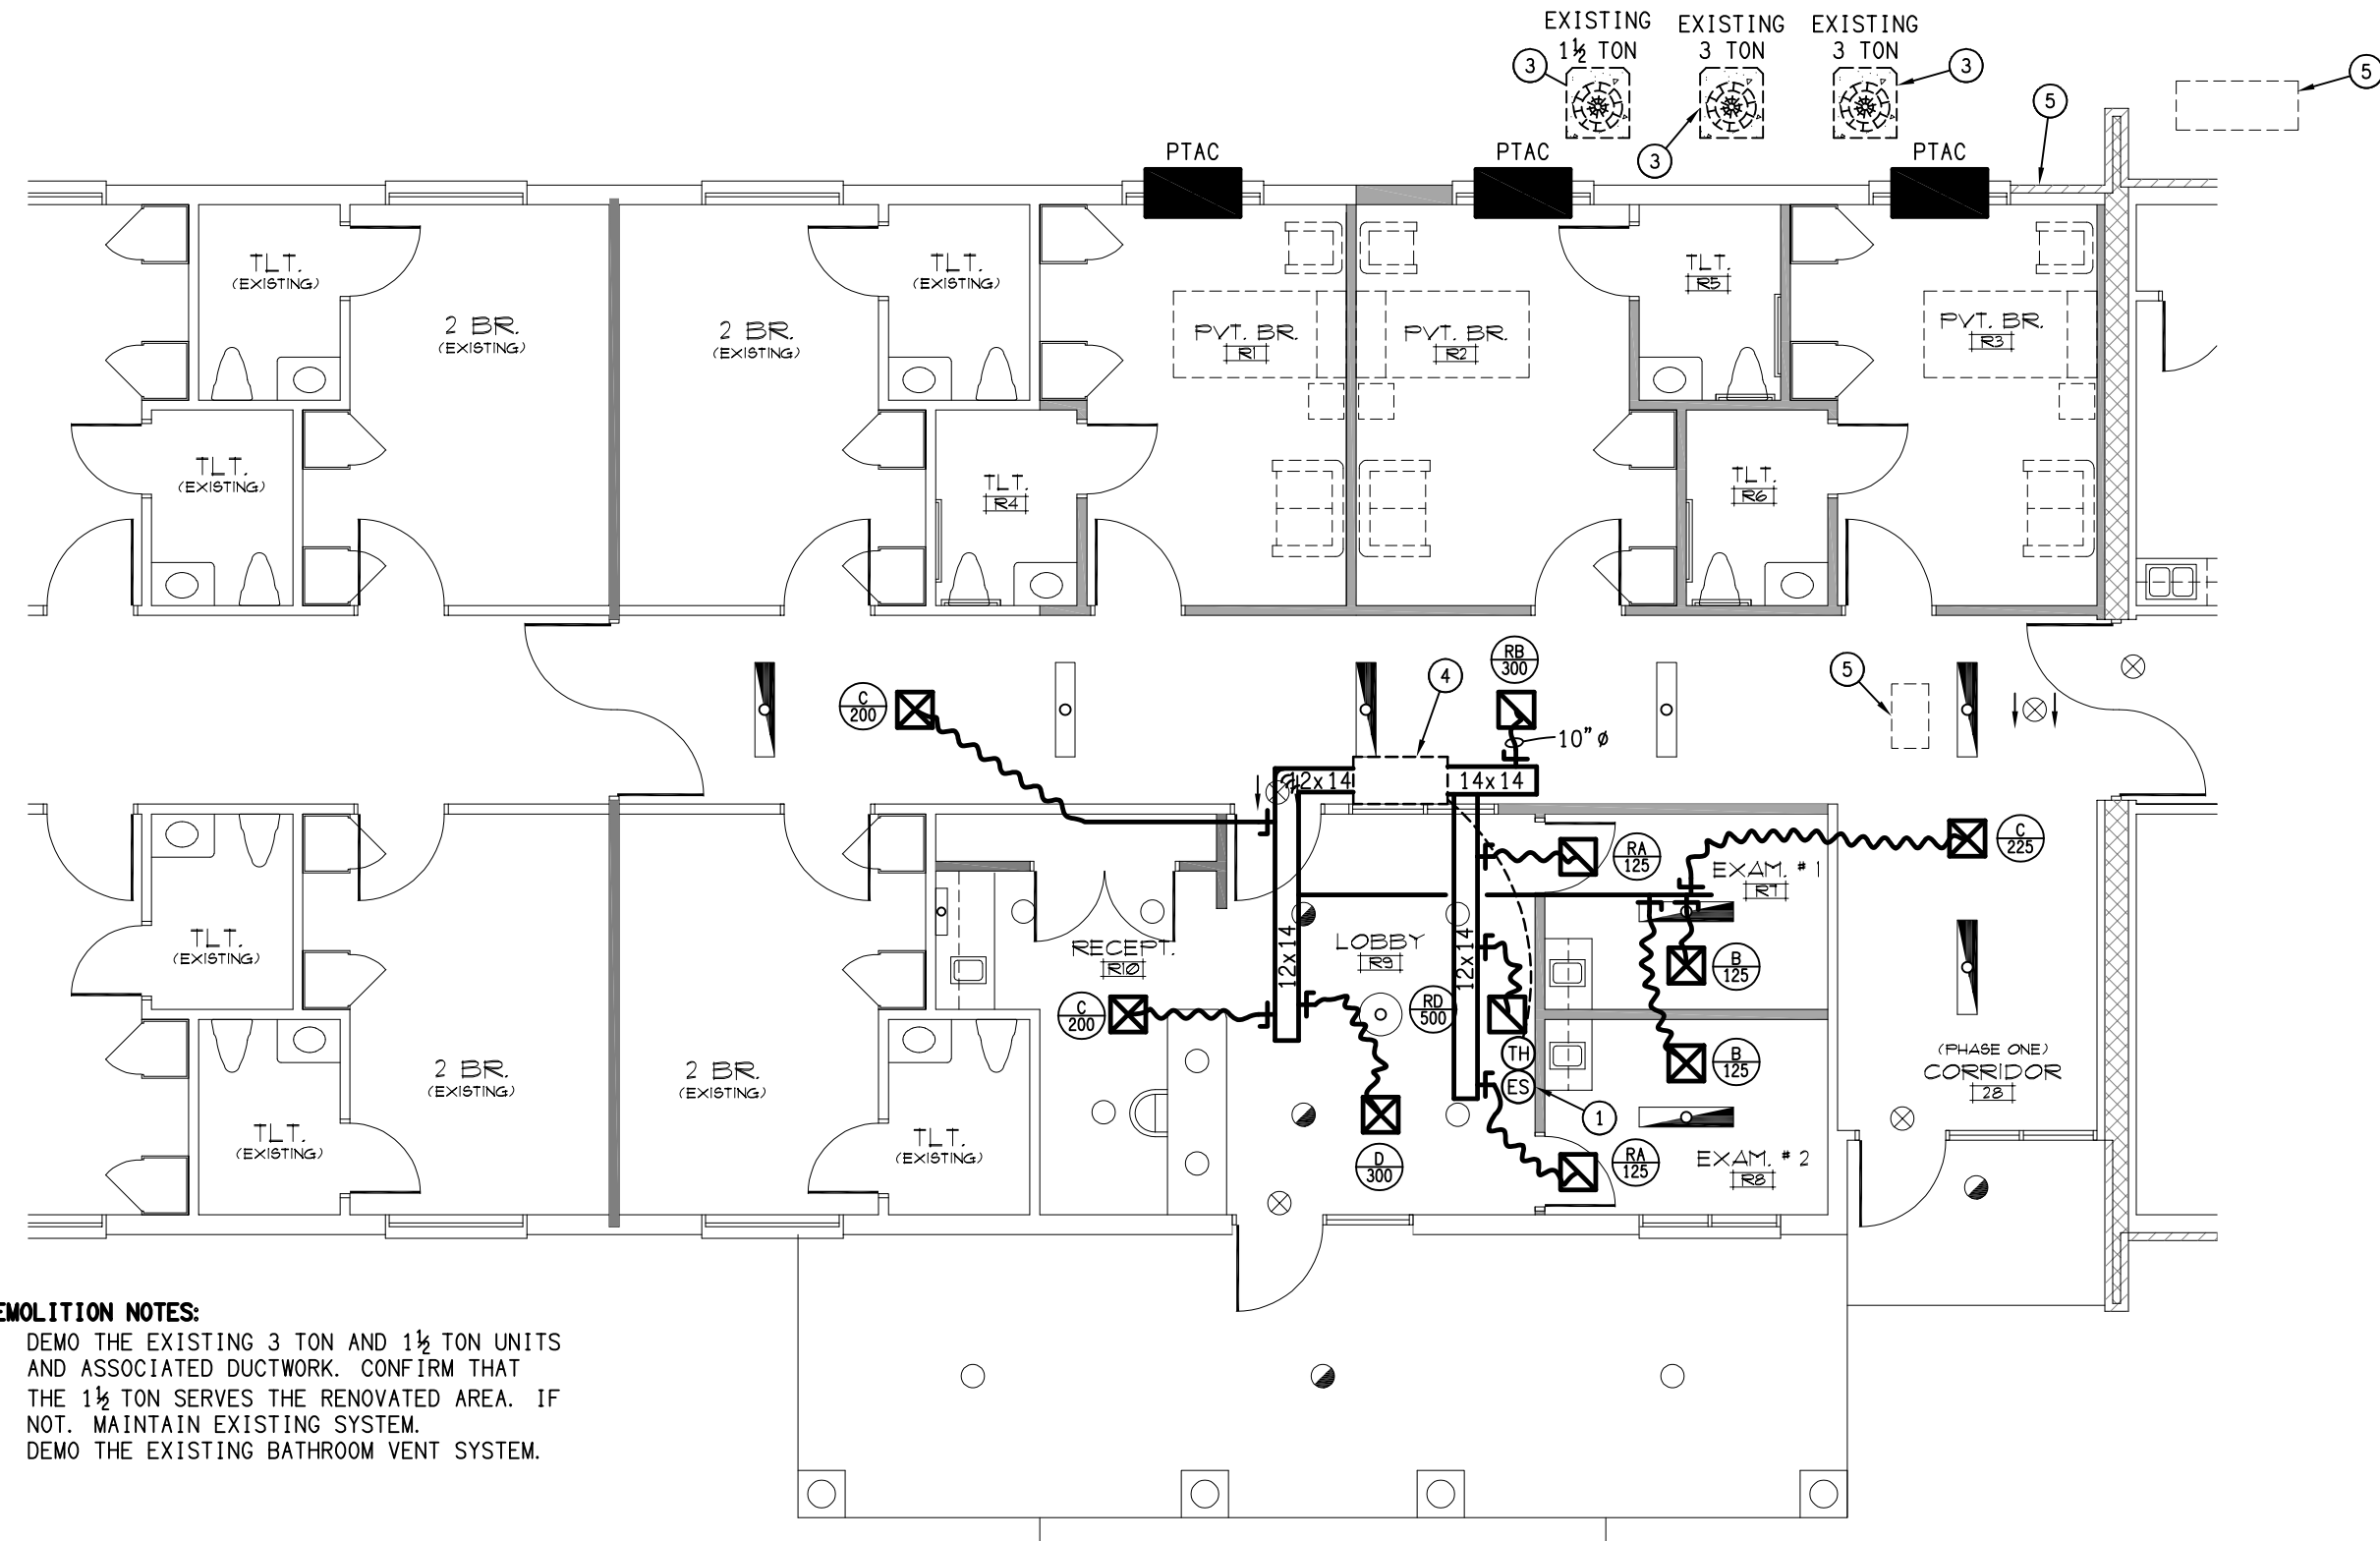 EXISTING
1½ TON
EXISTING
3 TON
EXISTING
3 TON
3
3
3
5
5
PTAC
PTAC
PTAC
TLT.
(EXISTING)
2 BR.
(EXISTING)
2 BR.
(EXISTING)
TLT.
(EXISTING)
PVT. BR.
R1
PVT. BR.
R2
TLT.
R5
PVT. BR.
R3
TLT.
(EXISTING)
TLT.
R4
TLT.
R6
C
200
4
RB
300
10"ø
5
12x14
14x14
RA
125
EXAM. # 1
R7
C
225
TLT.
(EXISTING)
RECEPT.
R10
12x14
LOBBY
R9
12x14
B
125
C
200
RD
500
TH
ES
1
B
125
2 BR.
(EXISTING)
2 BR.
(EXISTING)
(PHASE ONE)
CORRIDOR
28
TLT.
(EXISTING)
TLT.
(EXISTING)
D
300
RA
125
EXAM. # 2
R8
EMOLITION NOTES:
DEMO THE EXISTING 3 TON AND 1½ TON UNITS
AND ASSOCIATED DUCTWORK. CONFIRM THAT
THE 1½ TON SERVES THE RENOVATED AREA. IF
NOT. MAINTAIN EXISTING SYSTEM.
DEMO THE EXISTING BATHROOM VENT SYSTEM.